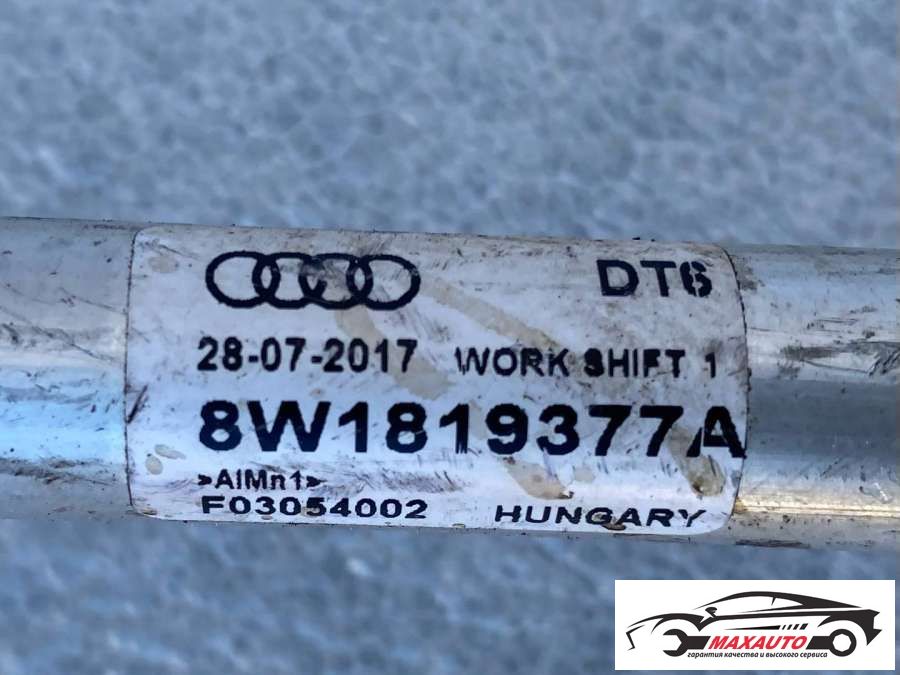 DT6
28-07-2017 WORK SHIFT 1
8W1819377A
>AlMn1>
F03054002 HUNGARY
MAXAUTO
гарантия качества и высокого сервиса